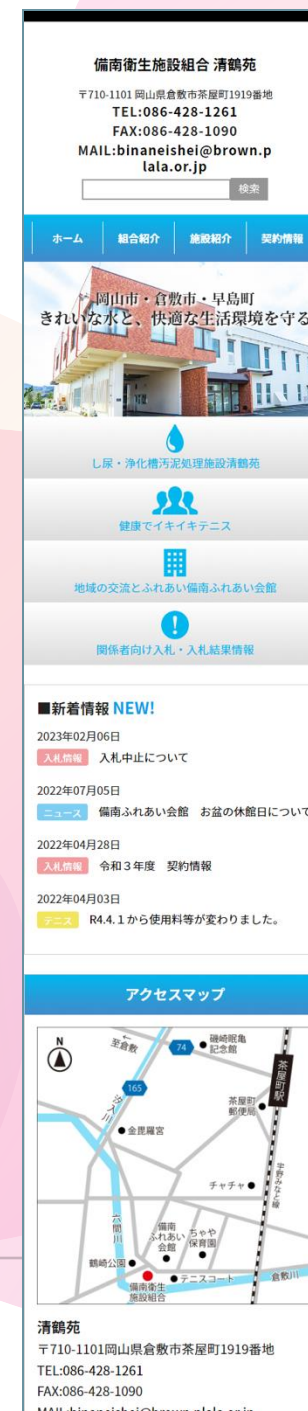 備南衛生施設組合 清鶴苑
〒710-1101 岡山県倉敷市茶屋町1919番地
TEL:086-428-1261
FAX:086-428-1090
MAIL:binaneishei@brown.p
lala.or.jp
検索
ホーム 組合紹介 施設紹介 契約情報
岡山市・倉敷市・早島町
きれいな水と、快適な生活環境を守る
し尿・浄化槽汚泥処理施設清鶴苑
健康でイキイキテニス
地域の交流とふれあい備南ふれあい会館
関係者向け入札・入札結果情報
■新着情報 NEW!
2023年02月06日
入札情報 入札中止について
2022年07月05日
ニュース 備南ふれあい会館 お盆の休館日について
2022年04月28日
入札情報 令和３年度 契約情報
2022年04月03日
テニス R4.4.１から使用料等が変わりました。
アクセスマップ
N
←
至倉敷
74
磯崎眠亀
記念館
茶屋町駅
165
汐入川
茶屋町
郵便局
金毘羅宮
宇野みなと線
チャチャ
六間川
備南
ふれあい
会館
ちゃや
保育園
鶴崎公園
テニスコート
倉敷川
備南衛生
施設組合
清鶴苑
〒710-1101岡山県倉敷市茶屋町1919番地
TEL:086-428-1261
FAX:086-428-1090
MAIL:binaneishei@brown.plala.or.jp